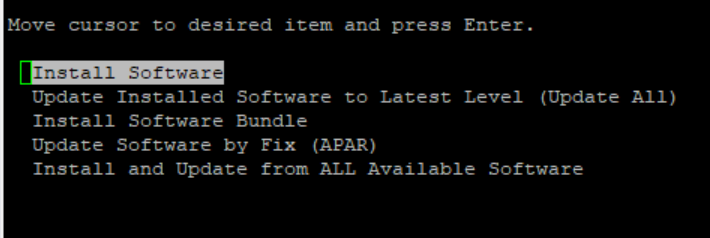 Move cursor to desired item and press Enter.
Install Software
Update Installed Software to Latest Level (Update All)
Install Software Bundle
Update Software by Fix (APAR)
Install and Update from ALL Available Software